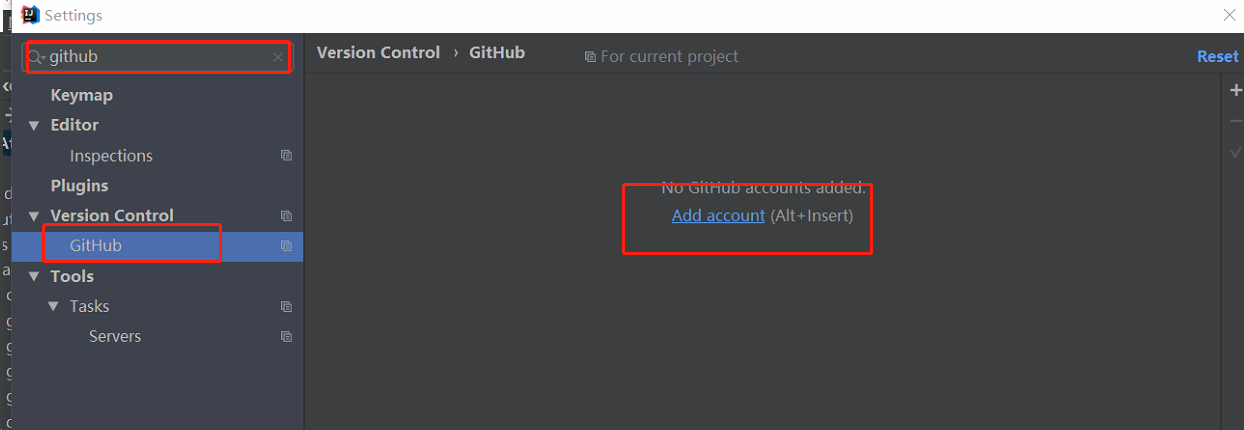 Settings
github
Version Control › GitHub
For current project
Reset
Keymap
Editor
Inspections
Plugins
Version Control
GitHub
Tools
Tasks
Servers
No GitHub accounts added.
Add account (Alt+Insert)